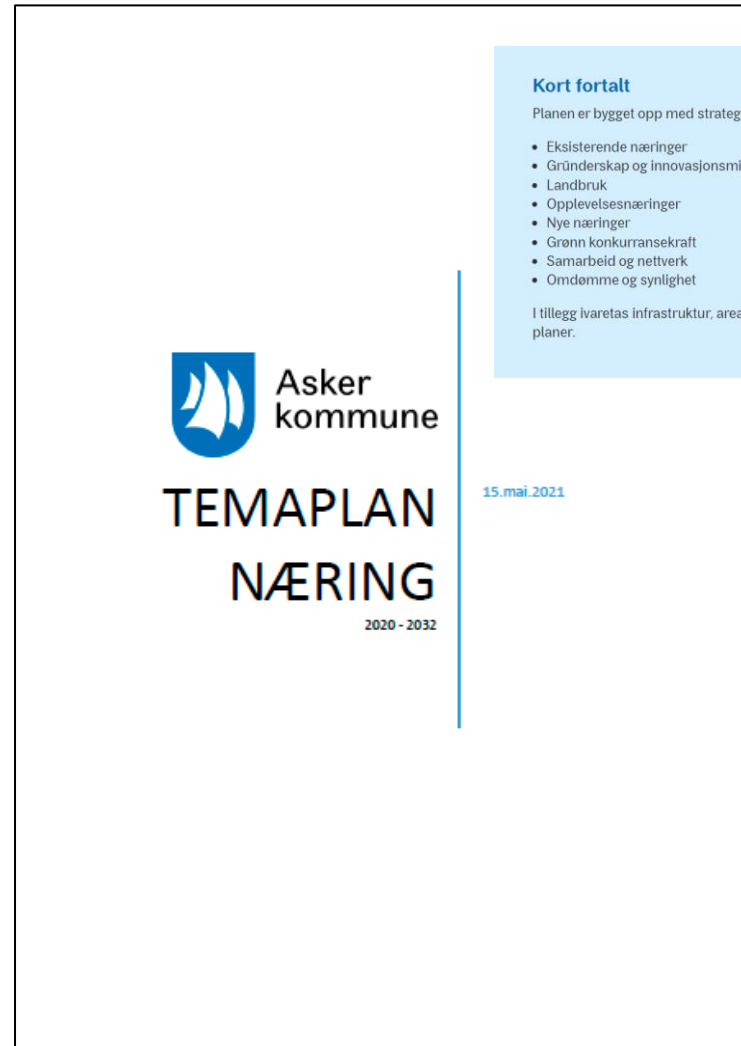 Kort fortalt
Planen er bygget opp med strateg
• Eksisterende næringer
• Gründerskap og innovasjonsmi
• Landbruk
• Opplevelsesnæringer
• Nye næringer
• Grønn konkurransekraft
• Samarbeid og nettverk
• Omdømme og synlighet
I tillegg ivaretas infrastruktur, area
planer.
Asker
kommune
TEMAPLAN
NÆRING
2020 - 2032
15.mai.2021